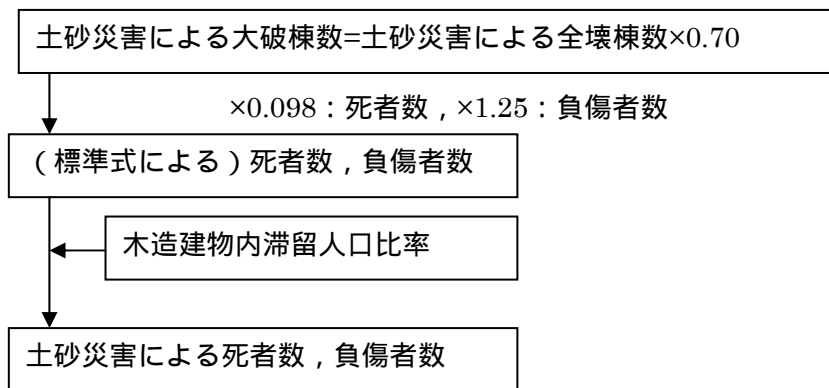 土砂災害による大破棟数=土砂災害による全壊棟数×0.70
×0.098：死者数，×1.25：負傷者数
（標準式による）死者数，負傷者数
木造建物内滞留人口比率
土砂災害による死者数，負傷者数